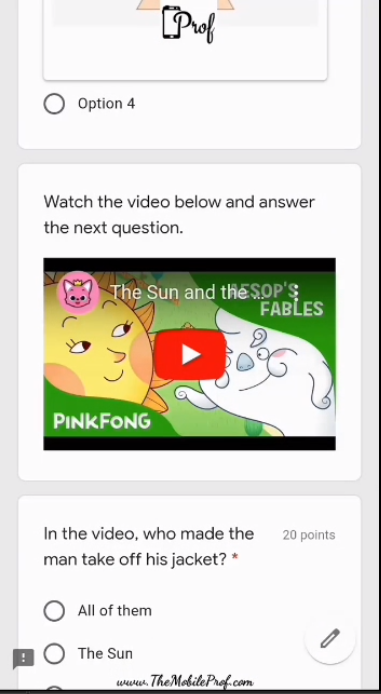 Prof
Option 4
Watch the video below and answer
the next question.
The Sun and the ...
AESOP'S
FABLES
PINKFONG
In the video, who made the
man take off his jacket? *
20 points
All of them
The Sun
www.TheMobileProf.com